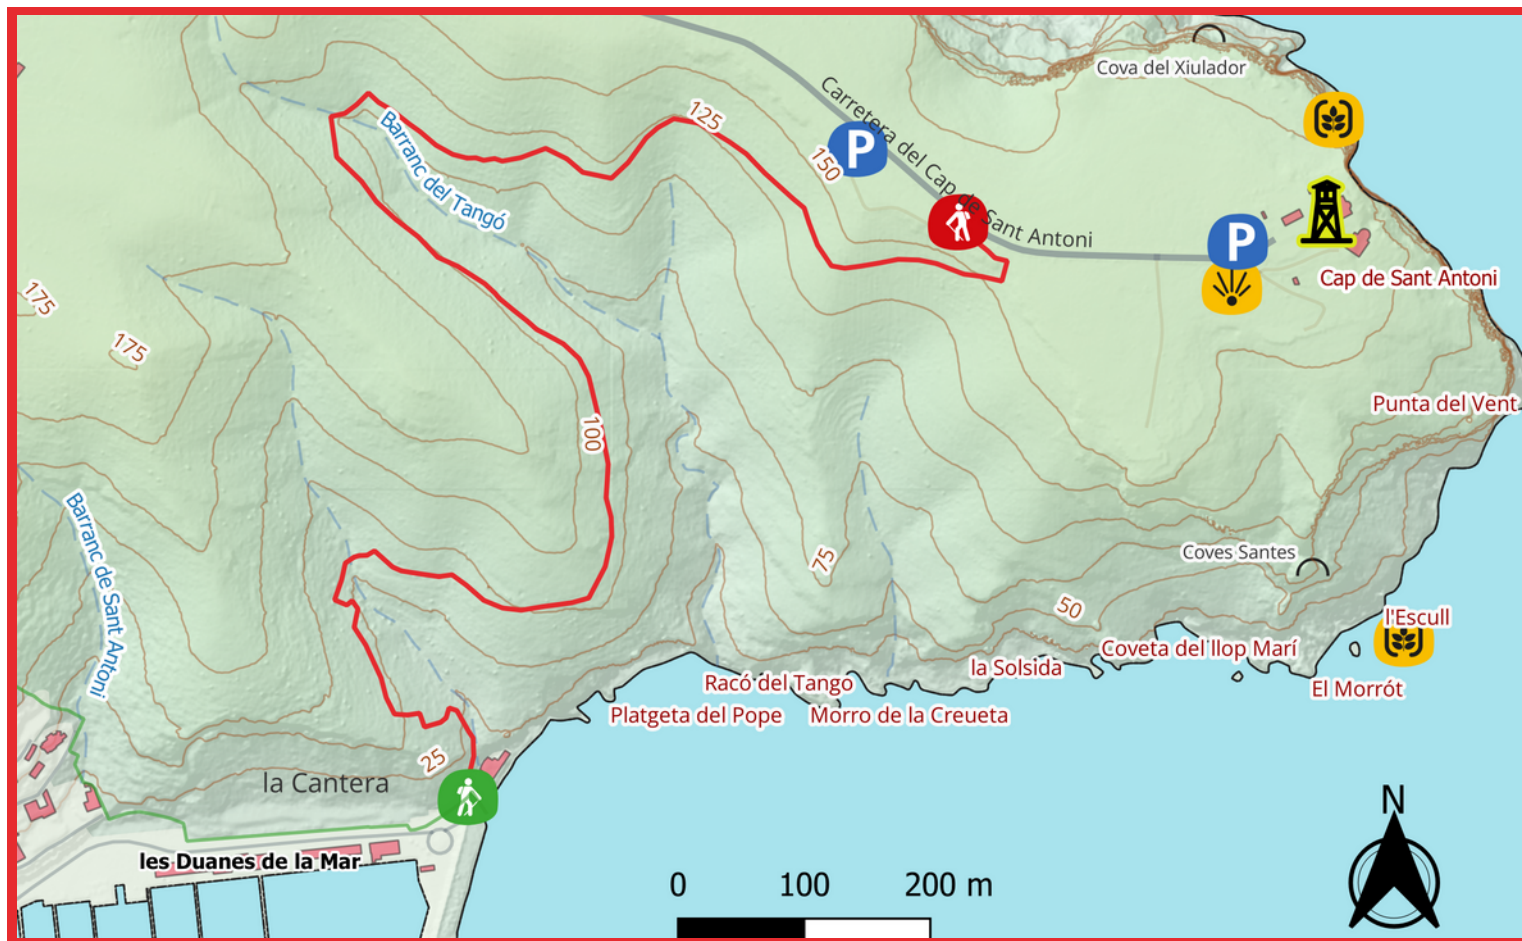 Cova del Xiulador
Carretera del Cap de Sant Antoni
125
150
P
Barranc del Tangó
P
Cap de Sant Antoni
175
175
Punta del Vent
100
Barranc de Sant Antoni
75
Coves Santes
50
l'Escull
Coveta del llop Marí
la Solsida
Racó del Tango
El Morrót
Platgeta del Pope
Morro de la Creueta
25
la Cantera
N
les Duanes de la Mar
0 100 200 m